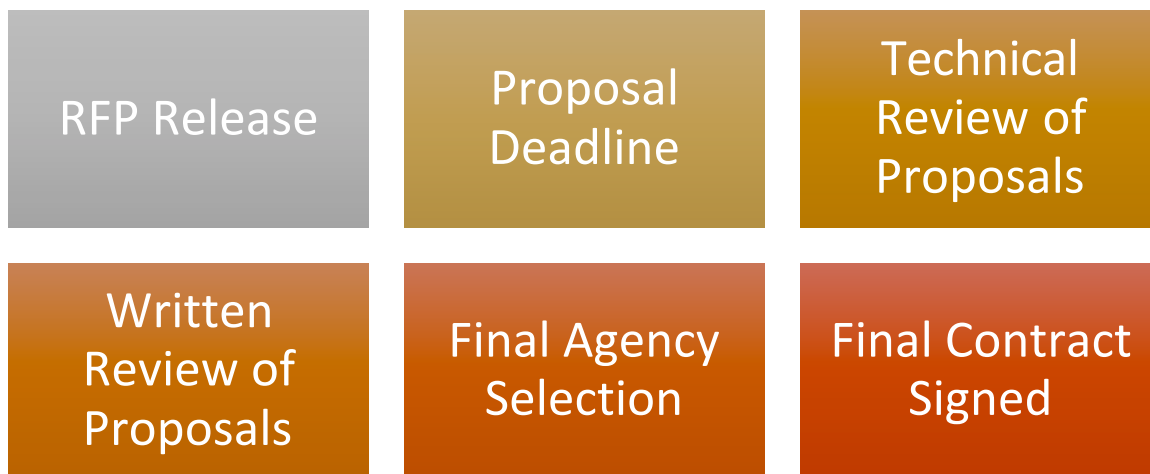 RFP Release
Proposal
Deadline
Technical
Review of
Proposals
Written
Review of
Proposals
Final Agency
Selection
Final Contract
Signed